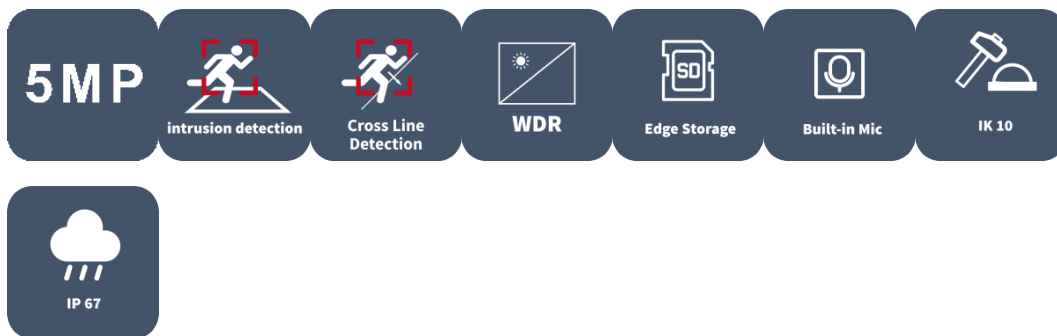 5MP
intrusion detection
Cross Line
Detection
WDR
SD
Edge Storage
Built-in Mic
IK 10
IP 67